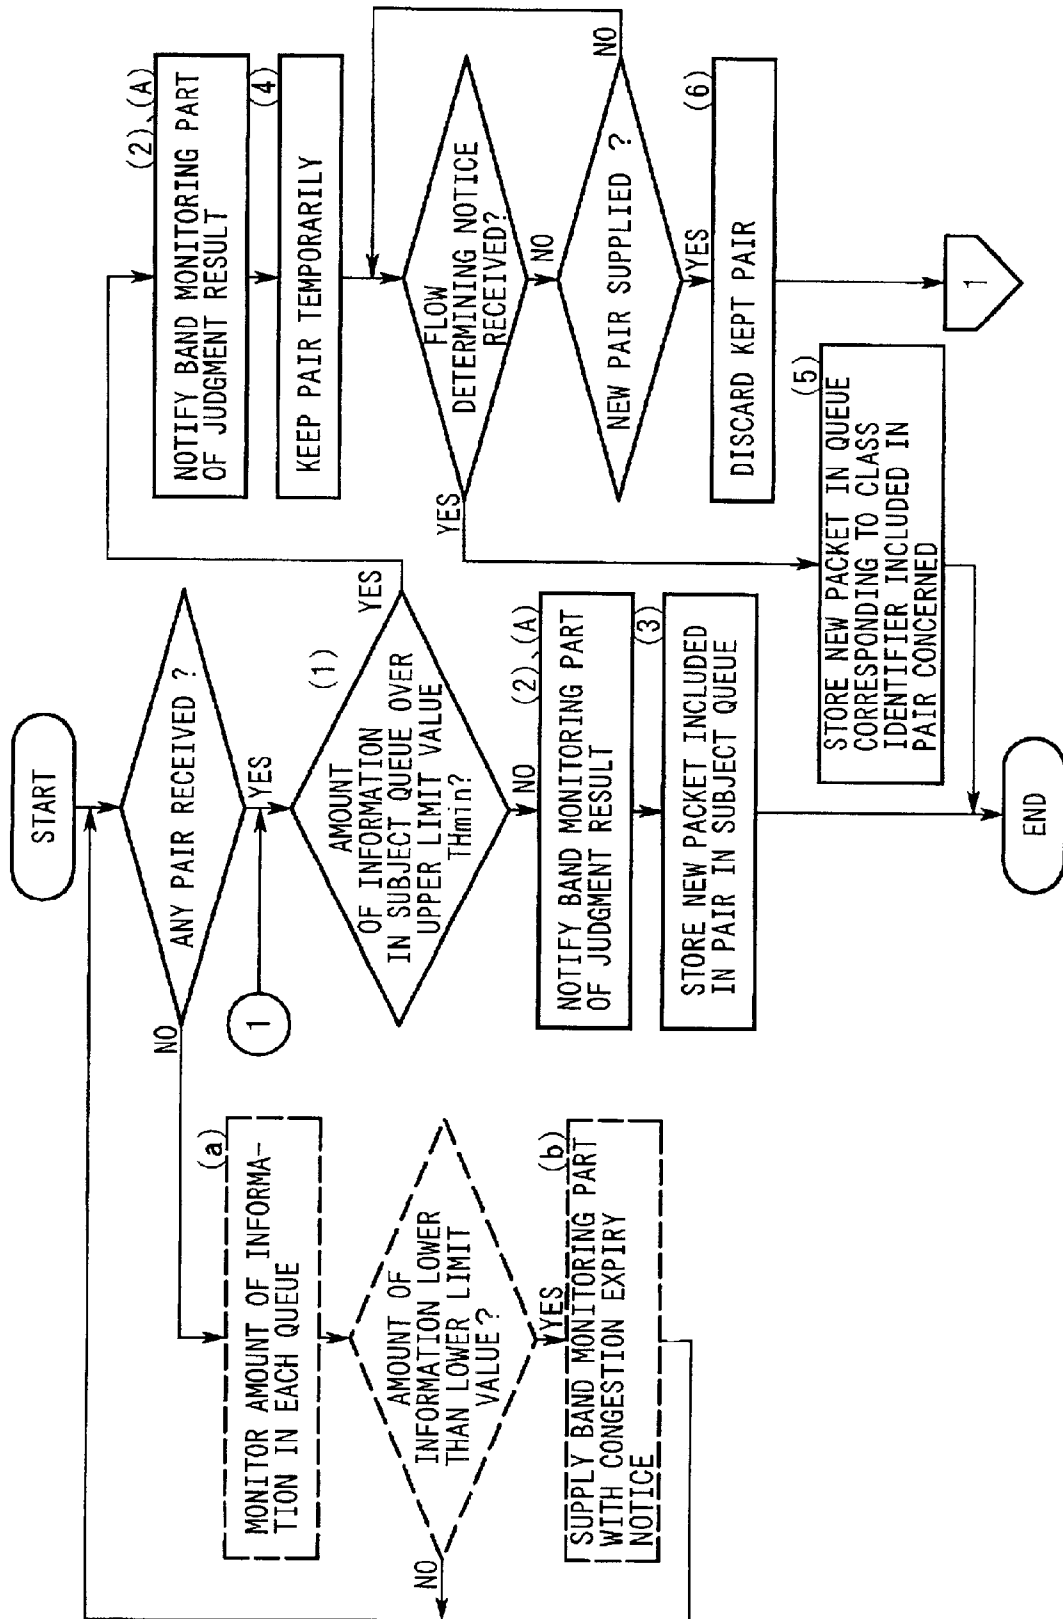 START
ANY PAIR RECEIVED ?
NO
YES
1
(1)
AMOUNT
OF INFORMATION
IN SUBJECT QUEUE OVER
UPPER LIMIT VALUE
THmin?
YES
NO
(2)、(A)
NOTIFY BAND MONITORING PART
OF JUDGMENT RESULT
(3)
STORE NEW PACKET INCLUDED
IN PAIR IN SUBJECT QUEUE
END
(a)
MONITOR AMOUNT OF INFORMA-
TION IN EACH QUEUE
AMOUNT OF
INFORMATION LOWER
THAN LOWER LIMIT
VALUE?
NO
YES
(b)
SUPPLY BAND MONITORING PART
WITH CONGESTION EXPIRY
NOTICE
(2)、(A)
NOTIFY BAND MONITORING PART
OF JUDGMENT RESULT
(4)
KEEP PAIR TEMPORARILY
FLOW
DETERMINING NOTICE
RECEIVED?
YES
NO
NEW PAIR SUPPLIED ?
NO
YES
(6)
DISCARD KEPT PAIR
1
(5)
STORE NEW PACKET IN QUEUE
CORRESPONDING TO CLASS
IDENTIFIER INCLUDED IN
PAIR CONCERNED